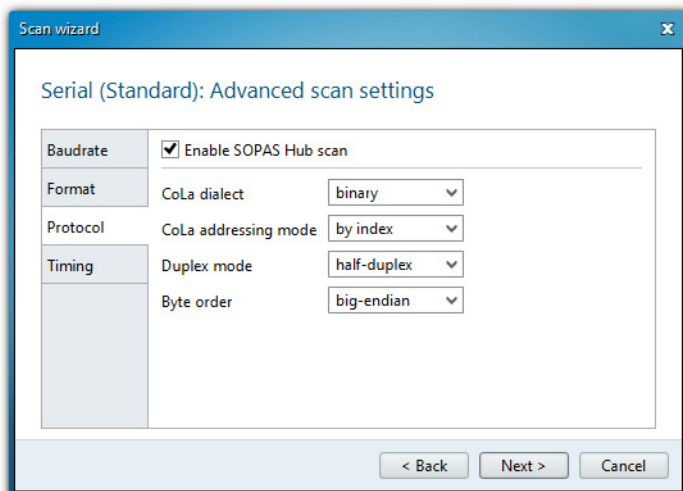 Scan wizard
Serial (Standard): Advanced scan settings
Baudrate
Format
Protocol
Timing
Enable SOPAS Hub scan
CoLa dialect binary
CoLa addressing mode by index
Duplex mode half-duplex
Byte order big-endian
< Back Next > Cancel